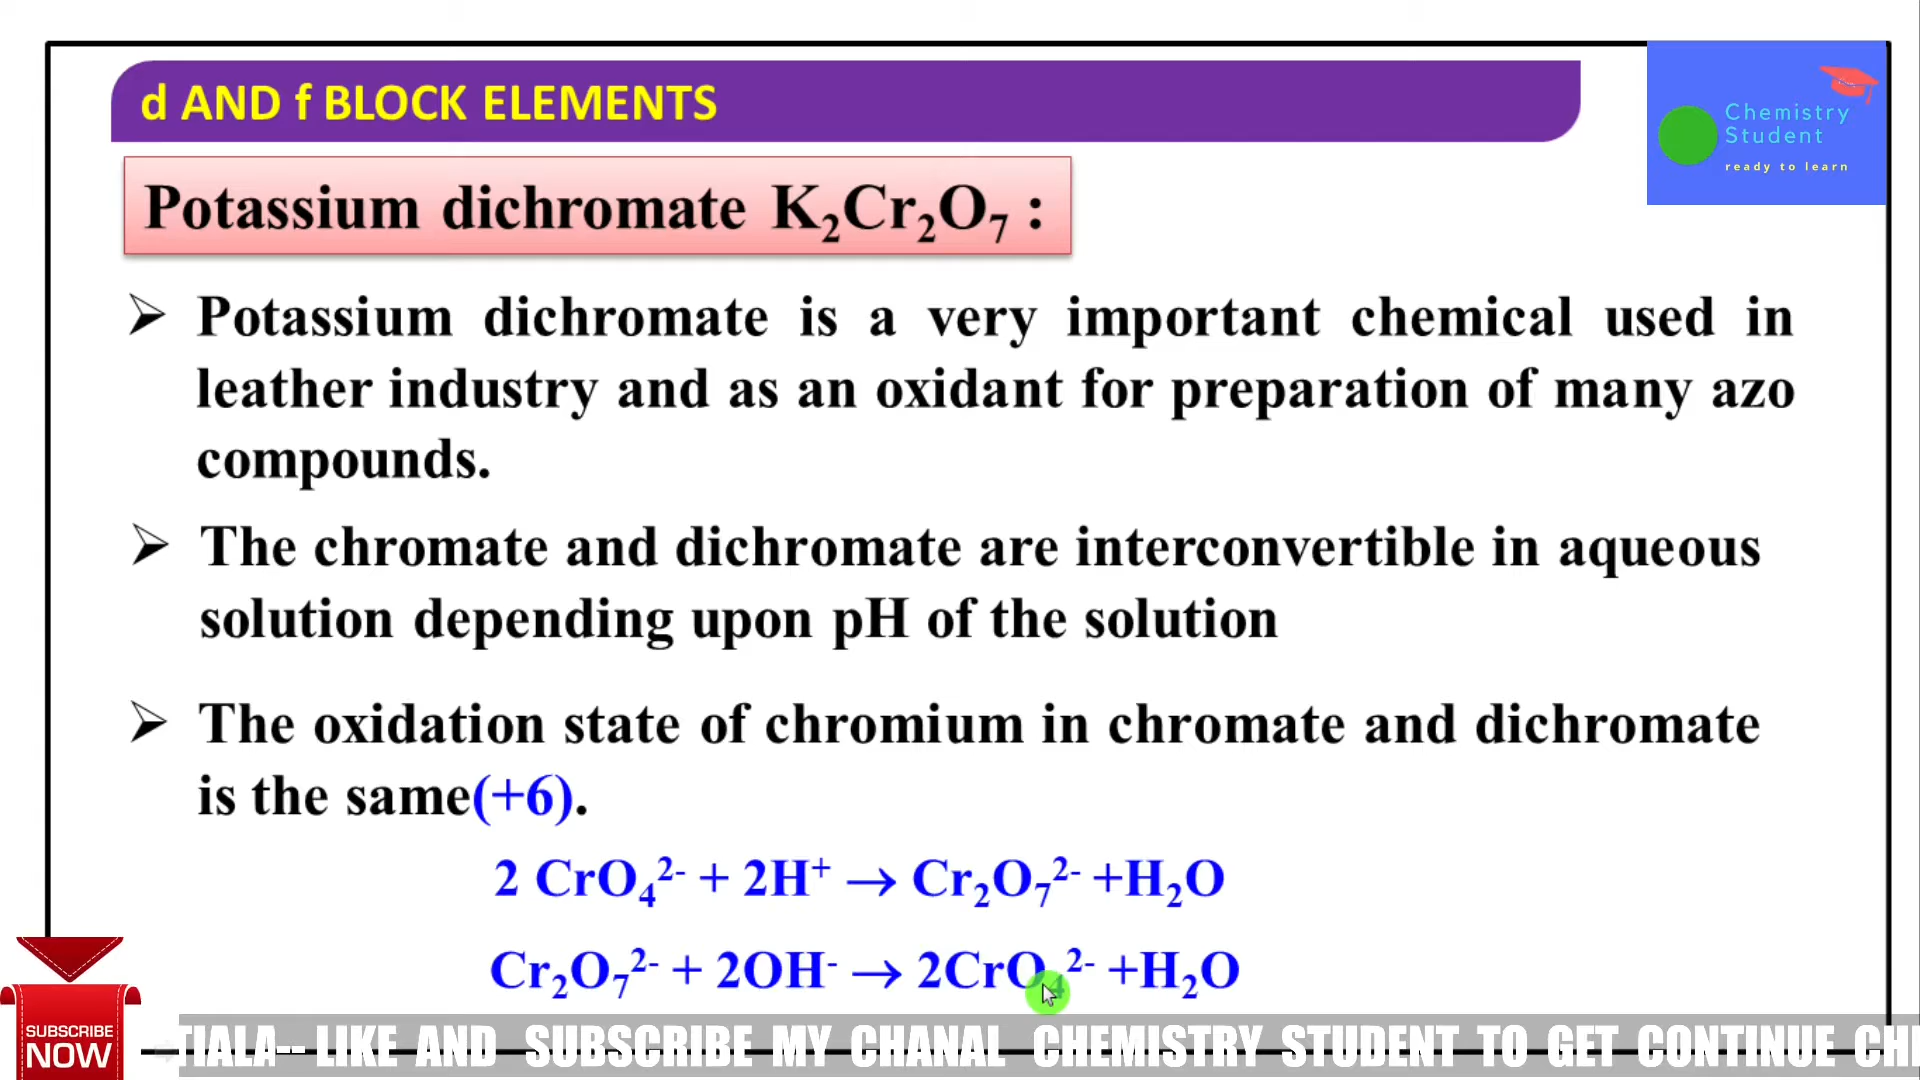 d AND f BLOCK ELEMENTS
Chemistry
Student
ready to learn
Potassium dichromate K₂Cr₂O₇ :
➢ Potassium dichromate is a very important chemical used in
leather industry and as an oxidant for preparation of many azo
compounds.
➢ The chromate and dichromate are interconvertible in aqueous
solution depending upon pH of the solution
➢ The oxidation state of chromium in chromate and dichromate
is the same(+6).
2 CrO₄²⁻ + 2H⁺ → Cr₂O₇²⁻ +H₂O
Cr₂O₇²⁻ + 2OH⁻ → 2CrO₄²⁻ +H₂O
SUBSCRIBE
NOW
TIALA-- LIKE AND SUBSCRIBE MY CHANAL CHEMISTRY STUDENT TO GET CONTINUE